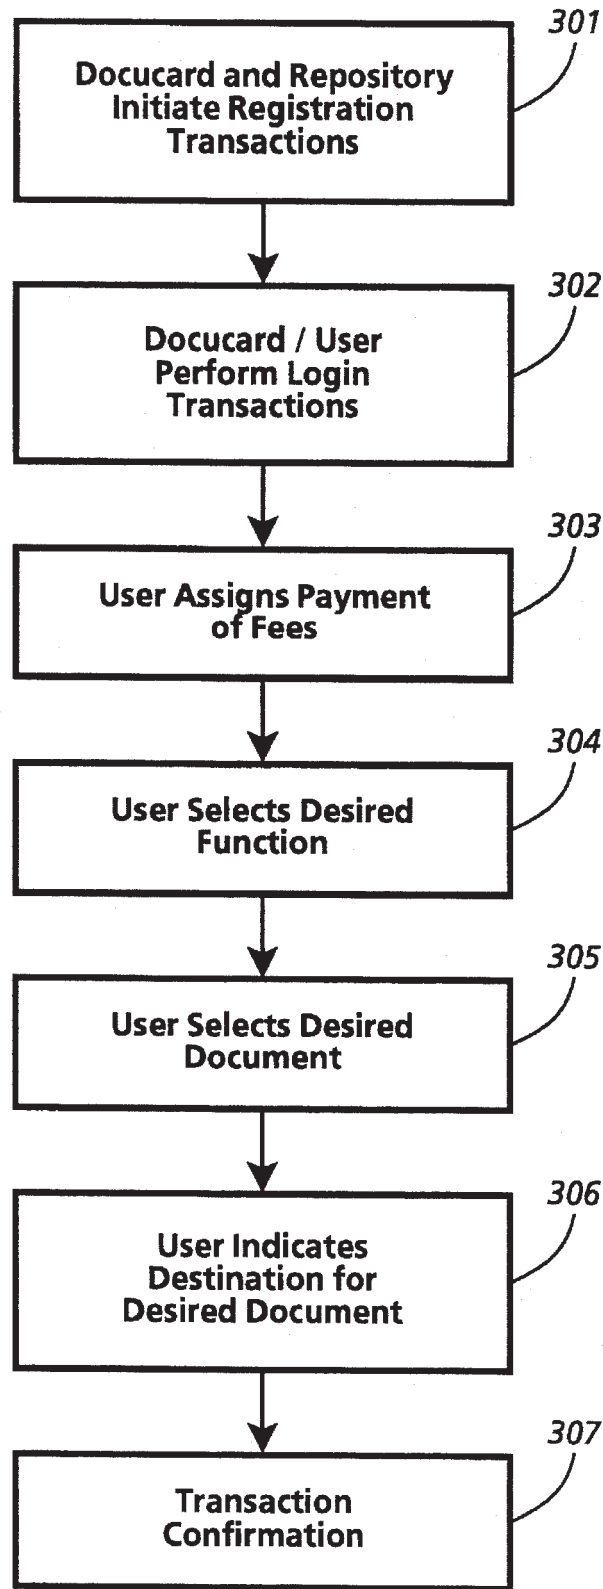 301
Docucard and Repository
Initiate Registration
Transactions
302
Docucard / User
Perform Login
Transactions
303
User Assigns Payment
of Fees
304
User Selects Desired
Function
305
User Selects Desired
Document
306
User Indicates
Destination for
Desired Document
307
Transaction
Confirmation